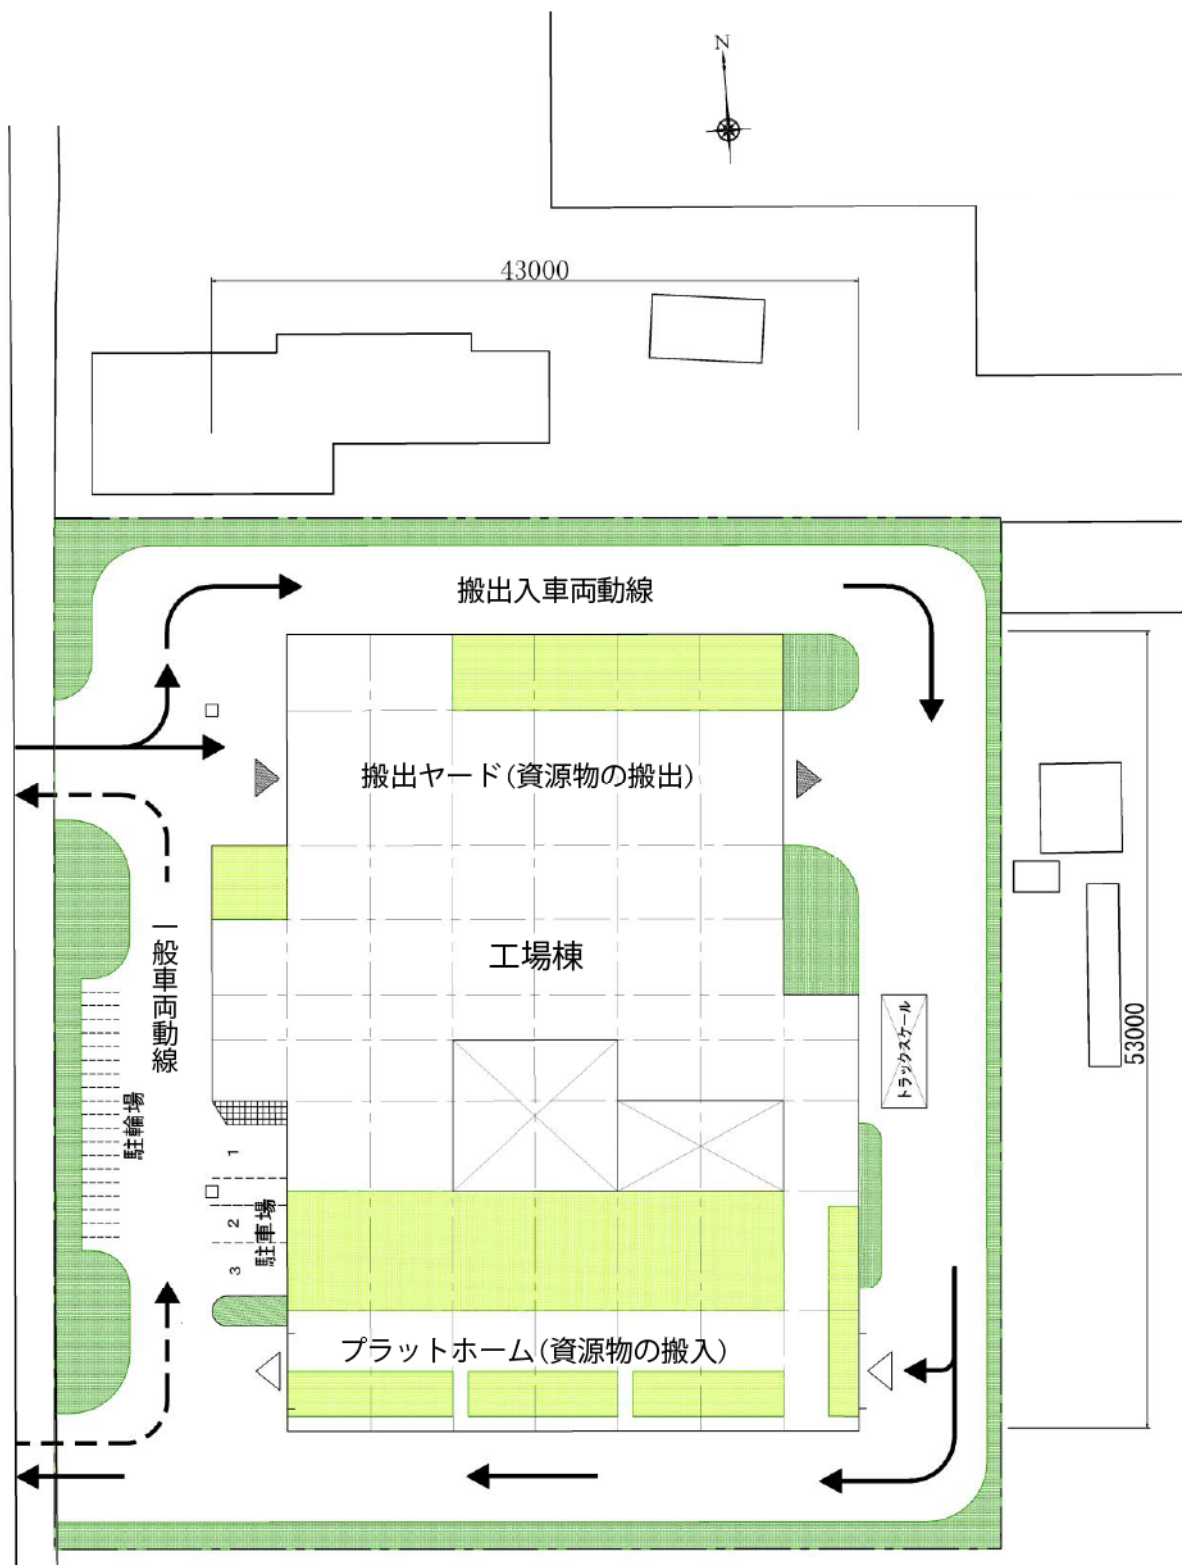 N
43000
搬出入車両動線
搬出ヤード(資源物の搬出)
一般車両動線
工場棟
トラックスケール
53000
駐輪場
1
2
3
駐車場
プラットホーム(資源物の搬入)